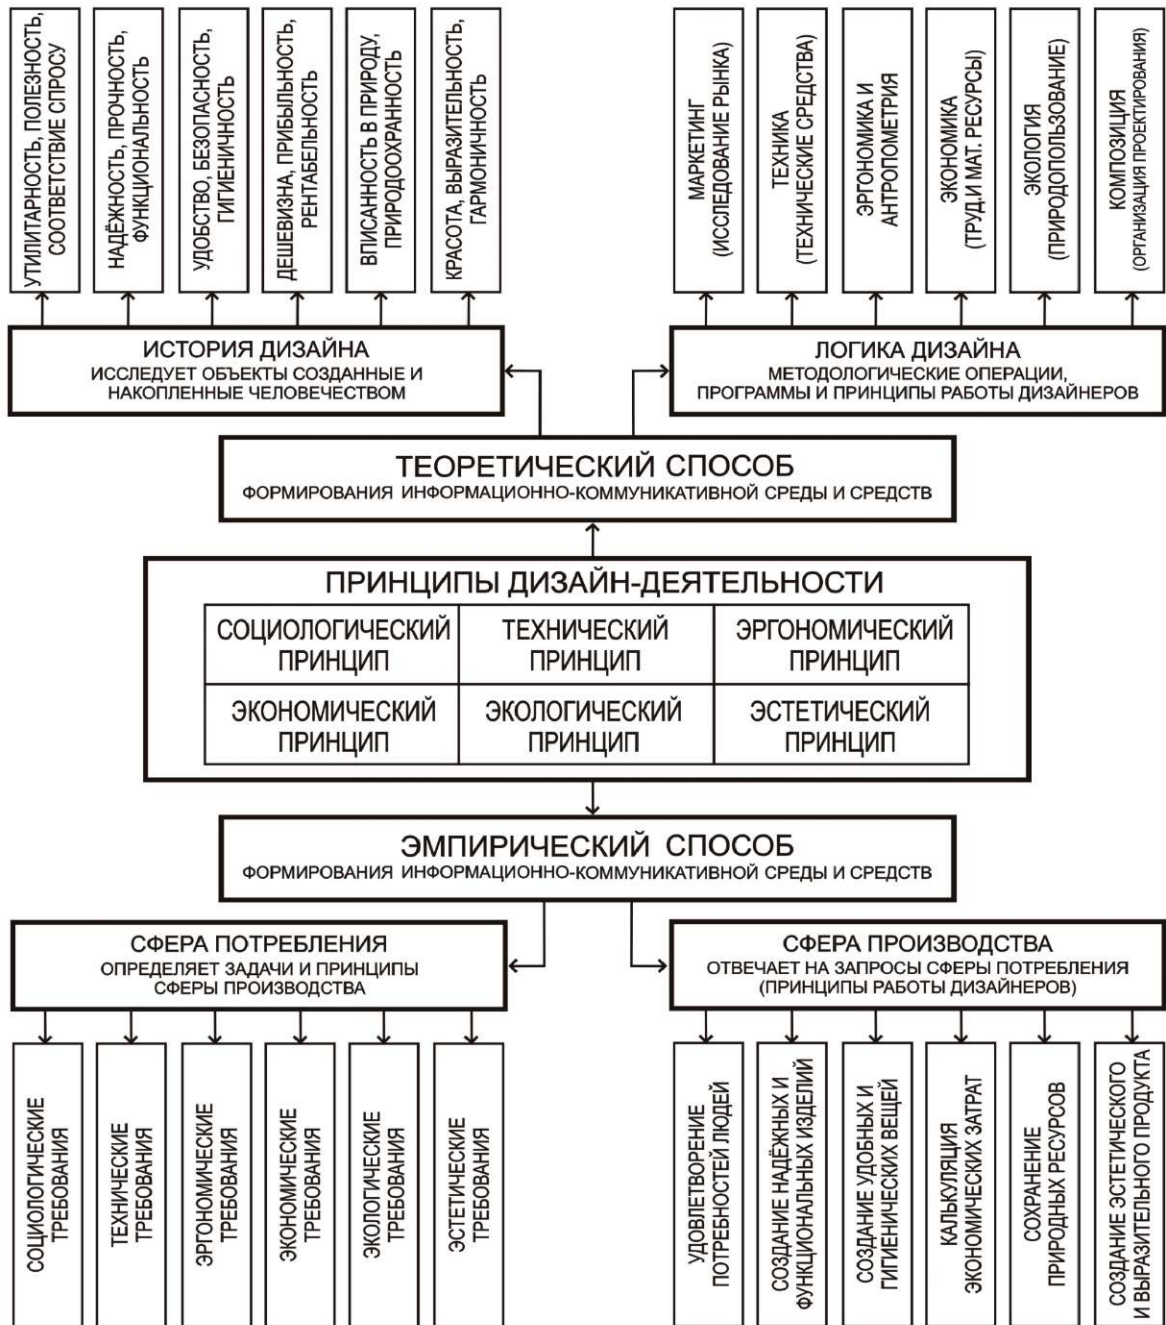 УТИЛИТАРНОСТЬ, ПОЛЕЗНОСТЬ,
СООТВЕТСТВИЕ СПРОСУ
НАДЁЖНОСТЬ, ПРОЧНОСТЬ,
ФУНКЦИОНАЛЬНОСТЬ
УДОБСТВО, БЕЗОПАСНОСТЬ,
ГИГИЕНИЧНОСТЬ
ДЕШЕВИЗНА, ПРИБЫЛЬНОСТЬ,
РЕНТАБЕЛЬНОСТЬ
ВПИСАННОСТЬ В ПРИРОДУ,
ПРИРОДООХРАННОСТЬ
КРАСОТА, ВЫРАЗИТЕЛЬНОСТЬ,
ГАРМОНИЧНОСТЬ
МАРКЕТИНГ
(ИССЛЕДОВАНИЕ РЫНКА)
ТЕХНИКА
(ТЕХНИЧЕСКИЕ СРЕДСТВА)
ЭРГОНОМИКА И
АНТРОПОМЕТРИЯ
ЭКОНОМИКА
(ТРУД.И МАТ. РЕСУРСЫ)
ЭКОЛОГИЯ
(ПРИРОДОПОЛЬЗОВАНИЕ)
КОМПОЗИЦИЯ
(ОРГАНИЗАЦИЯ ПРОЕКТИРОВАНИЯ)
ИСТОРИЯ ДИЗАЙНА
ИССЛЕДУЕТ ОБЪЕКТЫ СОЗДАННЫЕ И
НАКОПЛЕННЫЕ ЧЕЛОВЕЧЕСТВОМ
ЛОГИКА ДИЗАЙНА
МЕТОДОЛОГИЧЕСКИЕ ОПЕРАЦИИ,
ПРОГРАММЫ И ПРИНЦИПЫ РАБОТЫ ДИЗАЙНЕРОВ
ТЕОРЕТИЧЕСКИЙ СПОСОБ
ФОРМИРОВАНИЯ ИНФОРМАЦИОННО-КОММУНИКАТИВНОЙ СРЕДЫ И СРЕДСТВ
ПРИНЦИПЫ ДИЗАЙН-ДЕЯТЕЛЬНОСТИ
СОЦИОЛОГИЧЕСКИЙ
ПРИНЦИП
ТЕХНИЧЕСКИЙ
ПРИНЦИП
ЭРГОНОМИЧЕСКИЙ
ПРИНЦИП
ЭКОНОМИЧЕСКИЙ
ПРИНЦИП
ЭКОЛОГИЧЕСКИЙ
ПРИНЦИП
ЭСТЕТИЧЕСКИЙ
ПРИНЦИП
ЭМПИРИЧЕСКИЙ СПОСОБ
ФОРМИРОВАНИЯ ИНФОРМАЦИОННО-КОММУНИКАТИВНОЙ СРЕДЫ И СРЕДСТВ
СФЕРА ПОТРЕБЛЕНИЯ
ОПРЕДЕЛЯЕТ ЗАДАЧИ И ПРИНЦИПЫ
СФЕРЫ ПРОИЗВОДСТВА
СФЕРА ПРОИЗВОДСТВА
ОТВЕЧАЕТ НА ЗАПРОСЫ СФЕРЫ ПОТРЕБЛЕНИЯ
(ПРИНЦИПЫ РАБОТЫ ДИЗАЙНЕРОВ)
СОЦИОЛОГИЧЕСКИЕ
ТРЕБОВАНИЯ
ТЕХНИЧЕСКИЕ
ТРЕБОВАНИЯ
ЭРГОНОМИЧЕСКИЕ
ТРЕБОВАНИЯ
ЭКОНОМИЧЕСКИЕ
ТРЕБОВАНИЯ
ЭКОЛОГИЧЕСКИЕ
ТРЕБОВАНИЯ
ЭСТЕТИЧЕСКИЕ
ТРЕБОВАНИЯ
УДОВЛЕТВОРЕНИЕ
ПОТРЕБНОСТЕЙ ЛЮДЕЙ
СОЗДАНИЕ НАДЁЖНЫХ И
ФУНКЦИОНАЛЬНЫХ ИЗДЕЛИЙ
СОЗДАНИЕ УДОБНЫХ И
ГИГИЕНИЧЕСКИХ ВЕЩЕЙ
КАЛЬКУЛЯЦИЯ
ЭКОНОМИЧЕСКИХ ЗАТРАТ
СОХРАНЕНИЕ
ПРИРОДНЫХ РЕСУРСОВ
СОЗДАНИЕ ЭСТЕТИЧЕСКОГО
И ВЫРАЗИТЕЛЬНОГО ПРОДУКТА